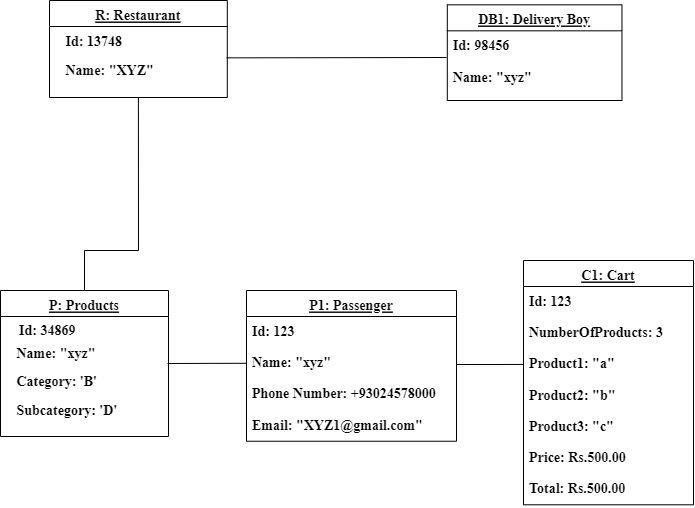 R: Restaurant
Id: 13748
Name: "XYZ"
DB1: Delivery Boy
Id: 98456
Name: "xyz"
P: Products
Id: 34869
Name: "xyz"
Category: 'B'
Subcategory: 'D'
P1: Passenger
Id: 123
Name: "xyz"
Phone Number: +93024578000
Email: "XYZ1@gmail.com"
C1: Cart
Id: 123
NumberOfProducts: 3
Product1: "a"
Product2: "b"
Product3: "c"
Price: Rs.500.00
Total: Rs.500.00